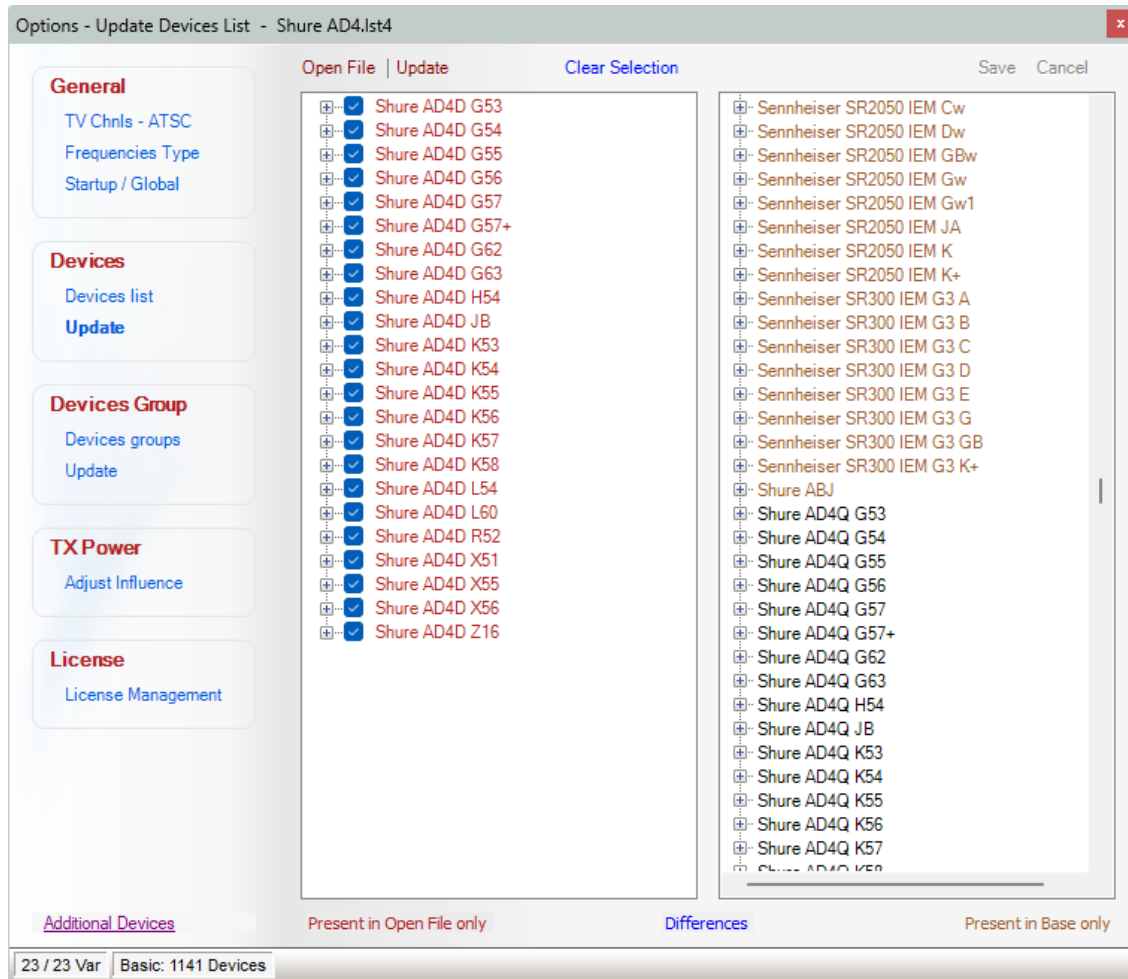 Options - Update Devices List - Shure AD4.lst4
x
General
TV Chnls - ATSC
Frequencies Type
Startup / Global
Devices
Devices list
Update
Devices Group
Devices groups
Update
TX Power
Adjust Influence
License
License Management
Additional Devices
Open File | Update
Clear Selection
Save Cancel
Shure AD4D G53
Shure AD4D G54
Shure AD4D G55
Shure AD4D G56
Shure AD4D G57
Shure AD4D G57+
Shure AD4D G62
Shure AD4D G63
Shure AD4D H54
Shure AD4D JB
Shure AD4D K53
Shure AD4D K54
Shure AD4D K55
Shure AD4D K56
Shure AD4D K57
Shure AD4D K58
Shure AD4D L54
Shure AD4D L60
Shure AD4D R52
Shure AD4D X51
Shure AD4D X55
Shure AD4D X56
Shure AD4D Z16
Sennheiser SR2050 IEM Cw
Sennheiser SR2050 IEM Dw
Sennheiser SR2050 IEM GBw
Sennheiser SR2050 IEM Gw
Sennheiser SR2050 IEM Gw1
Sennheiser SR2050 IEM JA
Sennheiser SR2050 IEM K
Sennheiser SR2050 IEM K+
Sennheiser SR300 IEM G3 A
Sennheiser SR300 IEM G3 B
Sennheiser SR300 IEM G3 C
Sennheiser SR300 IEM G3 D
Sennheiser SR300 IEM G3 E
Sennheiser SR300 IEM G3 G
Sennheiser SR300 IEM G3 GB
Sennheiser SR300 IEM G3 K+
Shure ABJ
Shure AD4Q G53
Shure AD4Q G54
Shure AD4Q G55
Shure AD4Q G56
Shure AD4Q G57
Shure AD4Q G57+
Shure AD4Q G62
Shure AD4Q G63
Shure AD4Q H54
Shure AD4Q JB
Shure AD4Q K53
Shure AD4Q K54
Shure AD4Q K55
Shure AD4Q K56
Shure AD4Q K57
Shure AD4Q K58
Present in Open File only
Differences
Present in Base only
23 / 23 Var
Basic: 1141 Devices